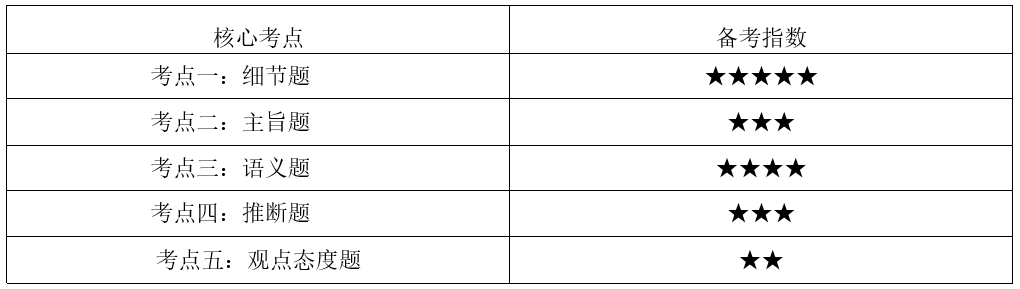 核心考点 备考指数
考点一：细节题 ★★★★★
考点二：主旨题 ★★★
考点三：语义题 ★★★★
考点四：推断题 ★★★
考点五：观点态度题 ★★